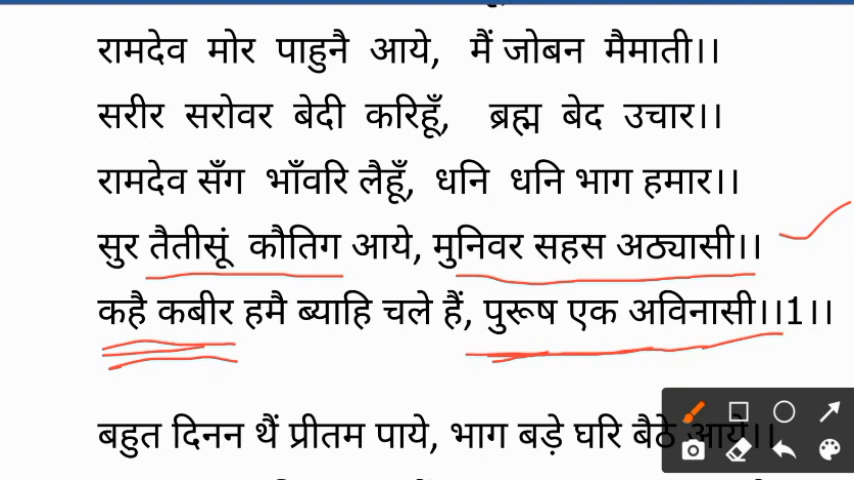 रामदेव मोर पाहुनै आये, मैं जोबन मैमाती।।
सरीर सरोवर बेदी करिहूँ, ब्रह्म बेद उचार।।
रामदेव सँग भाँवरि लैहूँ, धनि धनि भाग हमार।।
सुर तैतीसूं कौतिग आये, मुनिवर सहस अठ्यासी।।
कहै कबीर हमै ब्याहि चले हैं, पुरूष एक अविनासी।।1।।
बहुत दिनन थैं प्रीतम पाये, भाग बड़े घरि बैठे आये।।